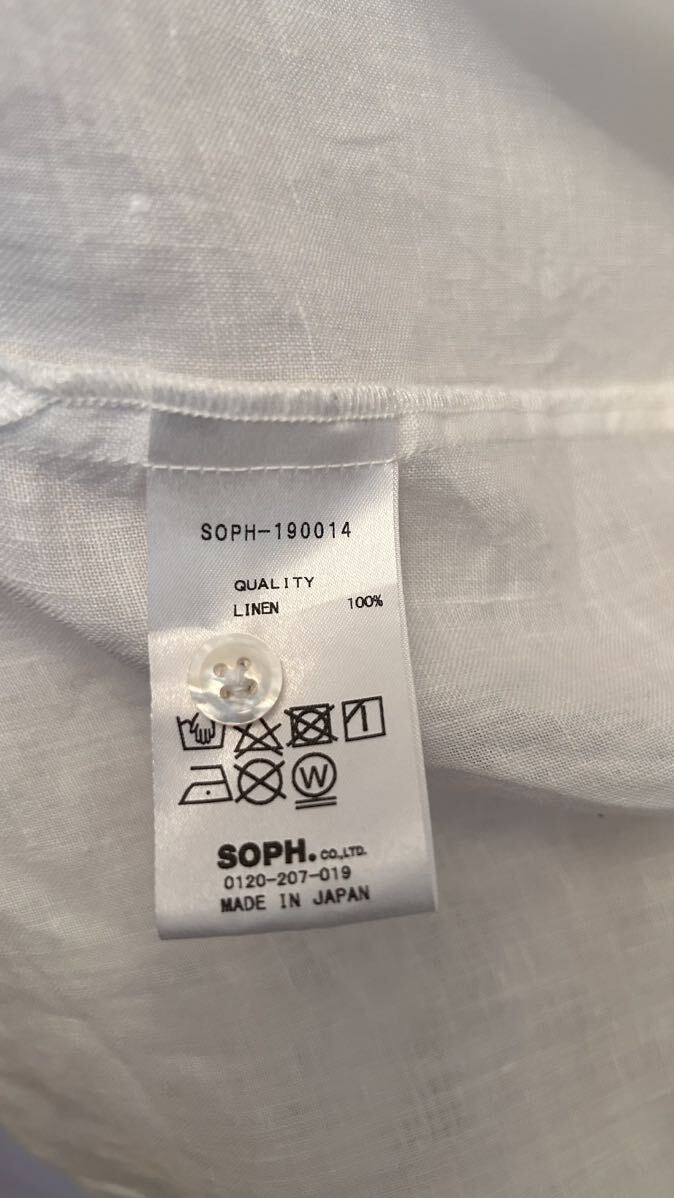 SOPH-190014
QUALITY
LINEN 100%
W
SOPH. CO.,LTD.
0120-207-019
MADE IN JAPAN